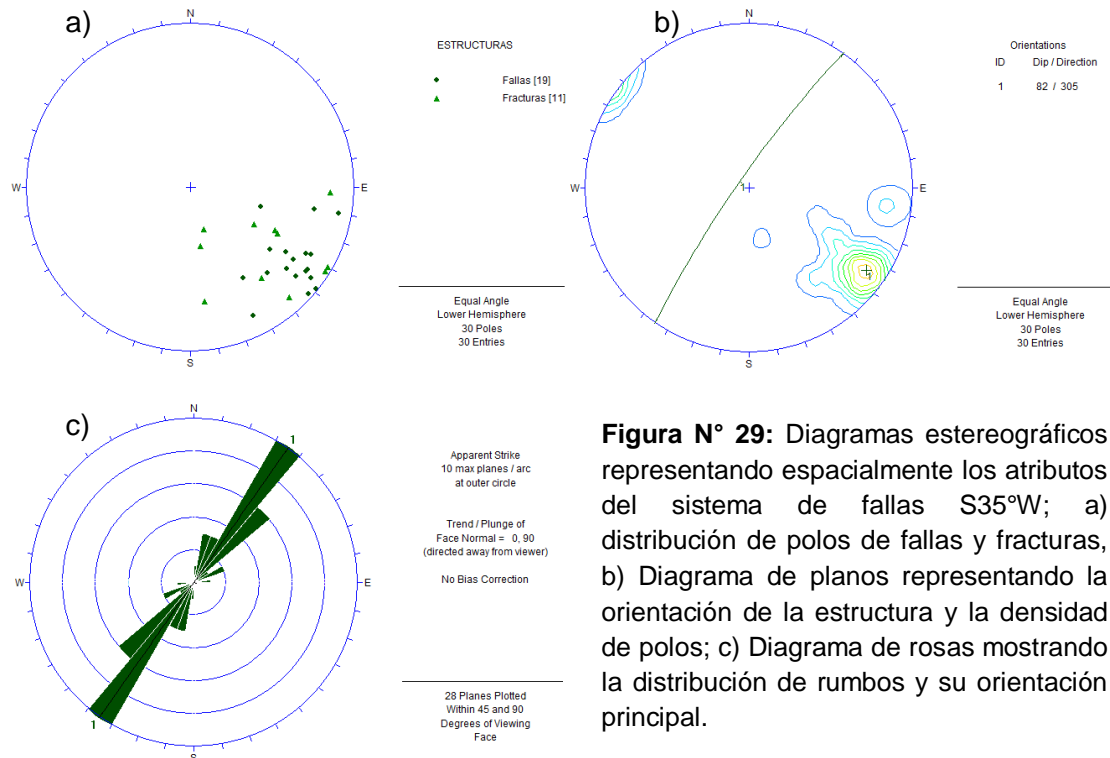 a)
N
W
E
S
ESTRUCTURAS
Fallas [19]
Fracturas [11]
Equal Angle
Lower Hemisphere
30 Poles
30 Entries
b)
N
W
E
S
1
1
Orientations
ID Dip / Direction
1 82 / 305
Equal Angle
Lower Hemisphere
30 Poles
30 Entries
c)
N
W
E
S
1
1
Apparent Strike
10 max planes / arc
at outer circle
Trend / Plunge of
Face Normal = 0, 90
(directed away from viewer)
No Bias Correction
28 Planes Plotted
Within 45 and 90
Degrees of Viewing
Face
Figura N° 29: Diagramas estereográficos
representando espacialmente los atributos
del sistema de fallas S35°W; a)
distribución de polos de fallas y fracturas,
b) Diagrama de planos representando la
orientación de la estructura y la densidad
de polos; c) Diagrama de rosas mostrando
la distribución de rumbos y su orientación
principal.